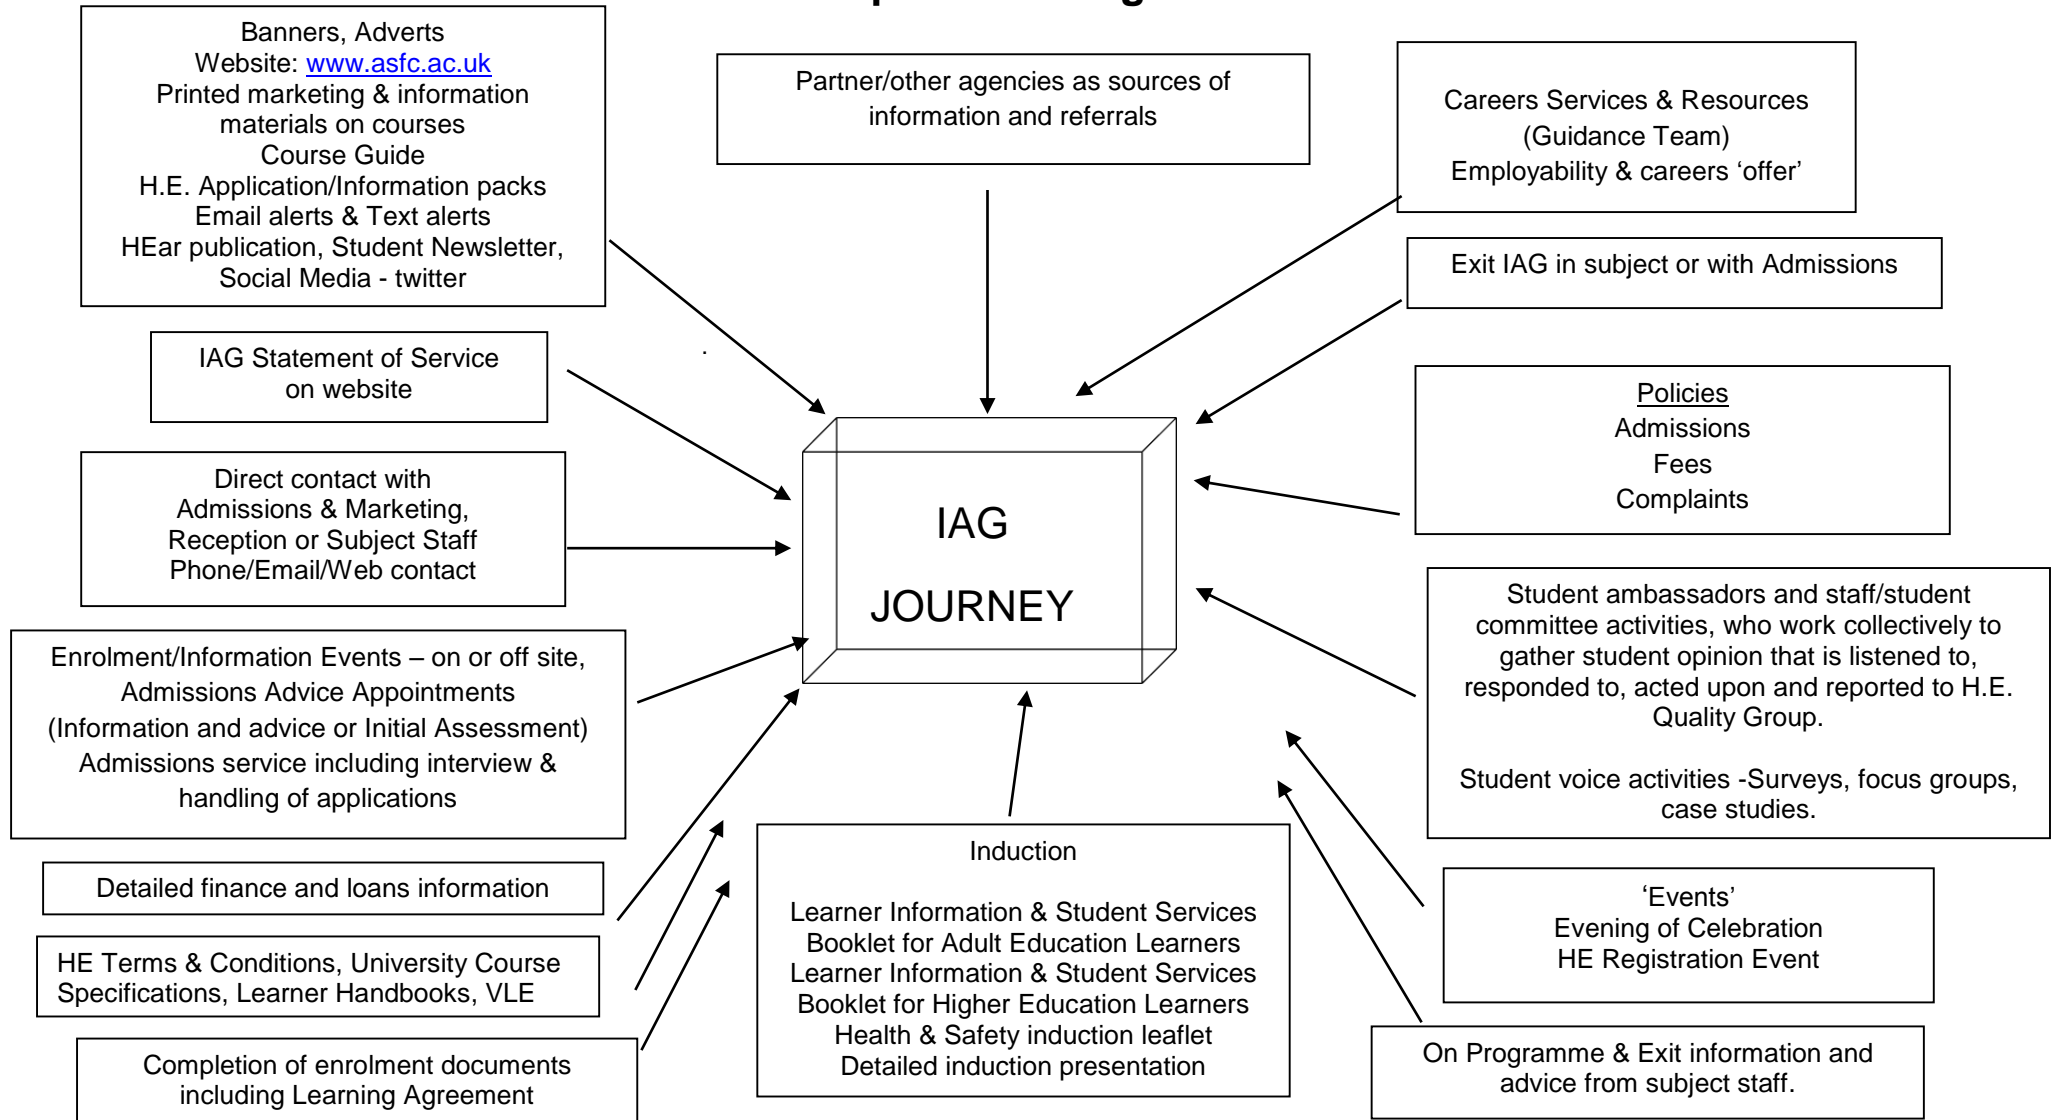 Banners, Adverts
Website: www.asfc.ac.uk
Printed marketing & information
materials on courses
Course Guide
H.E. Application/Information packs
Email alerts & Text alerts
HEar publication, Student Newsletter,
Social Media - twitter
Partner/other agencies as sources of
information and referrals
Careers Services & Resources
(Guidance Team)
Employability & careers ‘offer’
Exit IAG in subject or with Admissions
IAG Statement of Service
on website
.
Policies
Admissions
Fees
Complaints
Direct contact with
Admissions & Marketing,
Reception or Subject Staff
Phone/Email/Web contact
IAG
JOURNEY
Student ambassadors and staff/student
committee activities, who work collectively to
gather student opinion that is listened to,
responded to, acted upon and reported to H.E.
Quality Group.
Student voice activities -Surveys, focus groups,
case studies.
Enrolment/Information Events – on or off site,
Admissions Advice Appointments
(Information and advice or Initial Assessment)
Admissions service including interview &
handling of applications
Detailed finance and loans information
HE Terms & Conditions, University Course
Specifications, Learner Handbooks, VLE
Completion of enrolment documents
including Learning Agreement
Induction
Learner Information & Student Services
Booklet for Adult Education Learners
Learner Information & Student Services
Booklet for Higher Education Learners
Health & Safety induction leaflet
Detailed induction presentation
‘Events’
Evening of Celebration
HE Registration Event
On Programme & Exit information and
advice from subject staff.